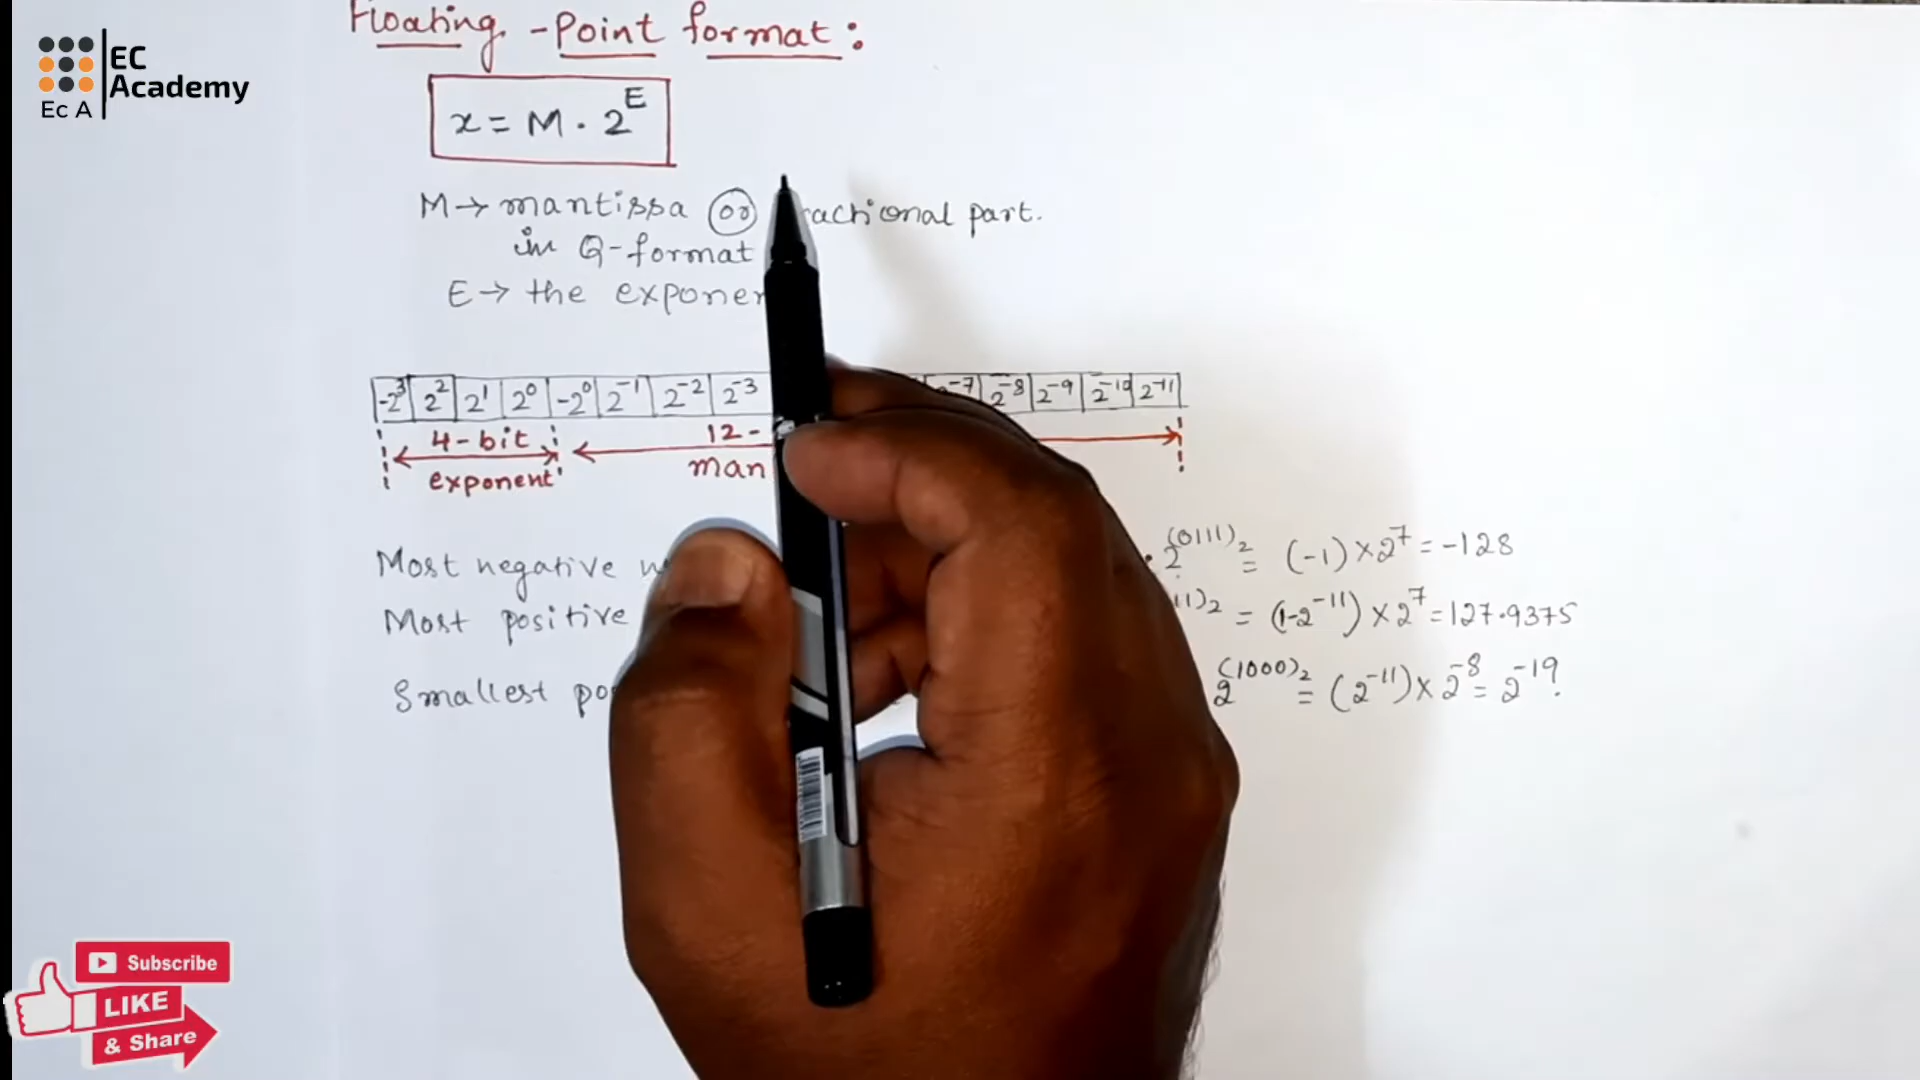 EC
Academy
Ec A
Floating-Point format:
x = M · 2^E
M → mantissa (or) fractional part.
in Q-format
E → the exponent
-2^3 2^2 2^1 2^0 -2^0 2^-1 2^-2 2^-3 2^-7 2^-8 2^-9 2^-10 2^-11
4-bit 12-
exponent man
Most negative · 2^(0111)₂ = (-1) × 2^7 = -128
Most positive 11)₂ = (1-2^-11) × 2^7 = 127.9375
Smallest 2^(1000)₂ = (2^-11) × 2^-8 = 2^-19.
Subscribe
LIKE
& Share